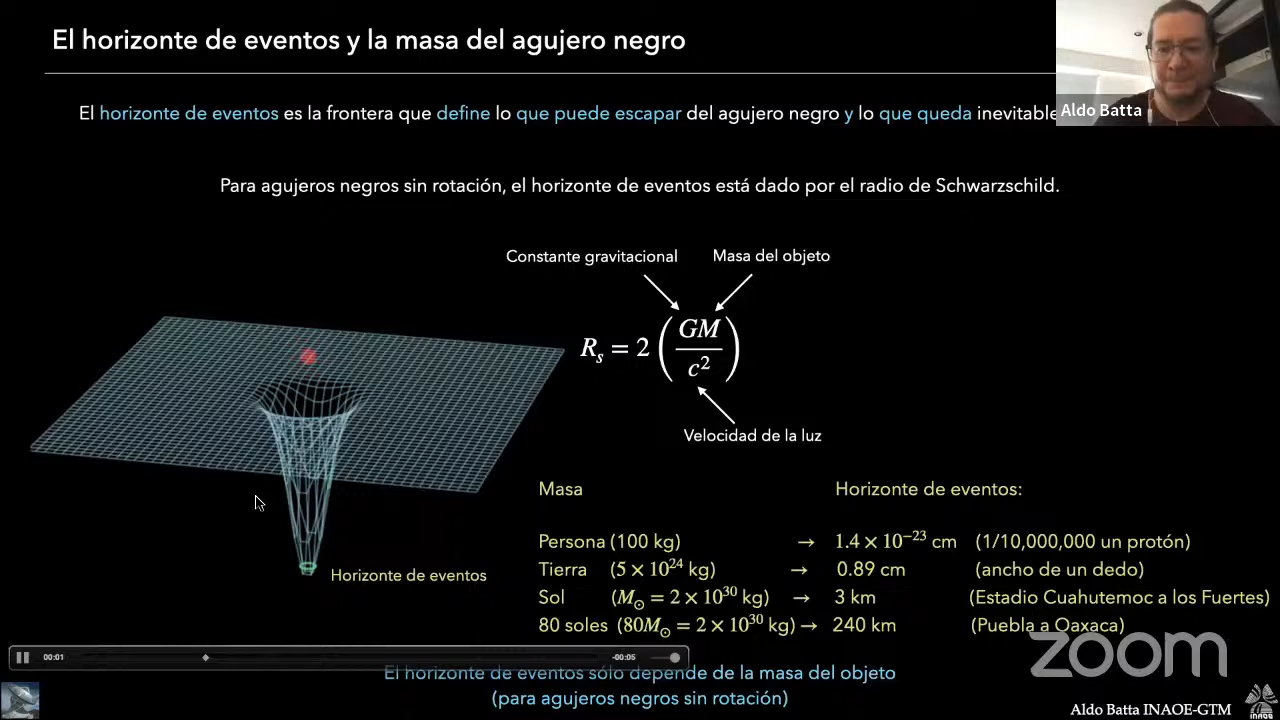 El horizonte de eventos y la masa del agujero negro
Aldo Batta
El horizonte de eventos es la frontera que define lo que puede escapar del agujero negro y lo que queda
Para agujeros negros sin rotación, el horizonte de eventos está dado por el radio de Schwarzschild.
Constante gravitacional Masa del objeto
R_s = 2 (GM / c²)
Velocidad de la luz
Masa Horizonte de eventos:
Persona (100 kg) → 1.4 × 10⁻²³ cm (1/10,000,000 un protón)
Tierra (5 × 10²⁴ kg) → 0.89 cm (ancho de un dedo)
Sol (M☉ = 2 × 10³⁰ kg) → 3 km (Estadio Cuahutemoc a los Fuertes)
80 soles (80M☉ = 2 × 10³⁰ kg) → 240 km (Puebla a Oaxaca)
Horizonte de eventos
00:01 -00:05
zoom
El horizonte de eventos sólo depende de la masa del objeto
(para agujeros negros sin rotación)
Aldo Batta INAOE-GTM
INAOE